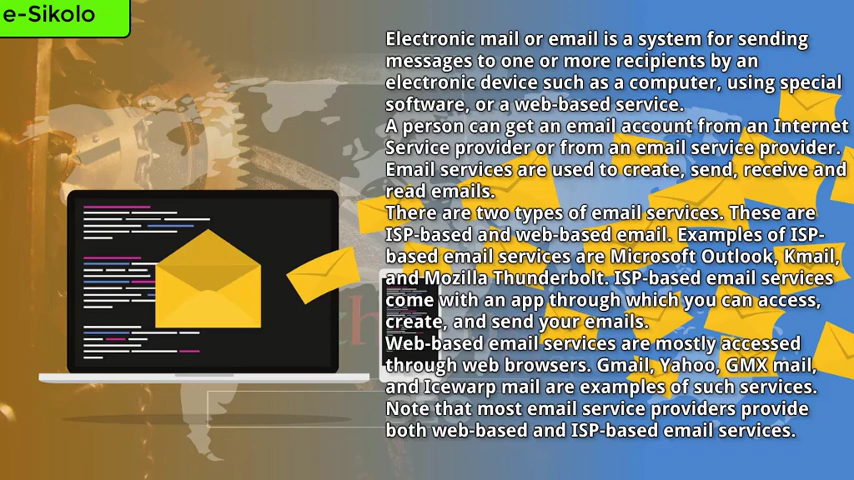 e-Sikolo
Electronic mail or email is a system for sending
messages to one or more recipients by an
electronic device such as a computer, using special
software, or a web-based service.
A person can get an email account from an Internet
Service provider or from an email service provider.
Email services are used to create, send, receive and
read emails.
There are two types of email services. These are
ISP-based and web-based email. Examples of ISP-
based email services are Microsoft Outlook, Kmail,
and Mozilla Thunderbolt. ISP-based email services
come with an app through which you can access,
create, and send your emails.
Web-based email services are mostly accessed
through web browsers. Gmail, Yahoo, GMX mail,
and Icewarp mail are examples of such services.
Note that most email service providers provide
both web-based and ISP-based email services.